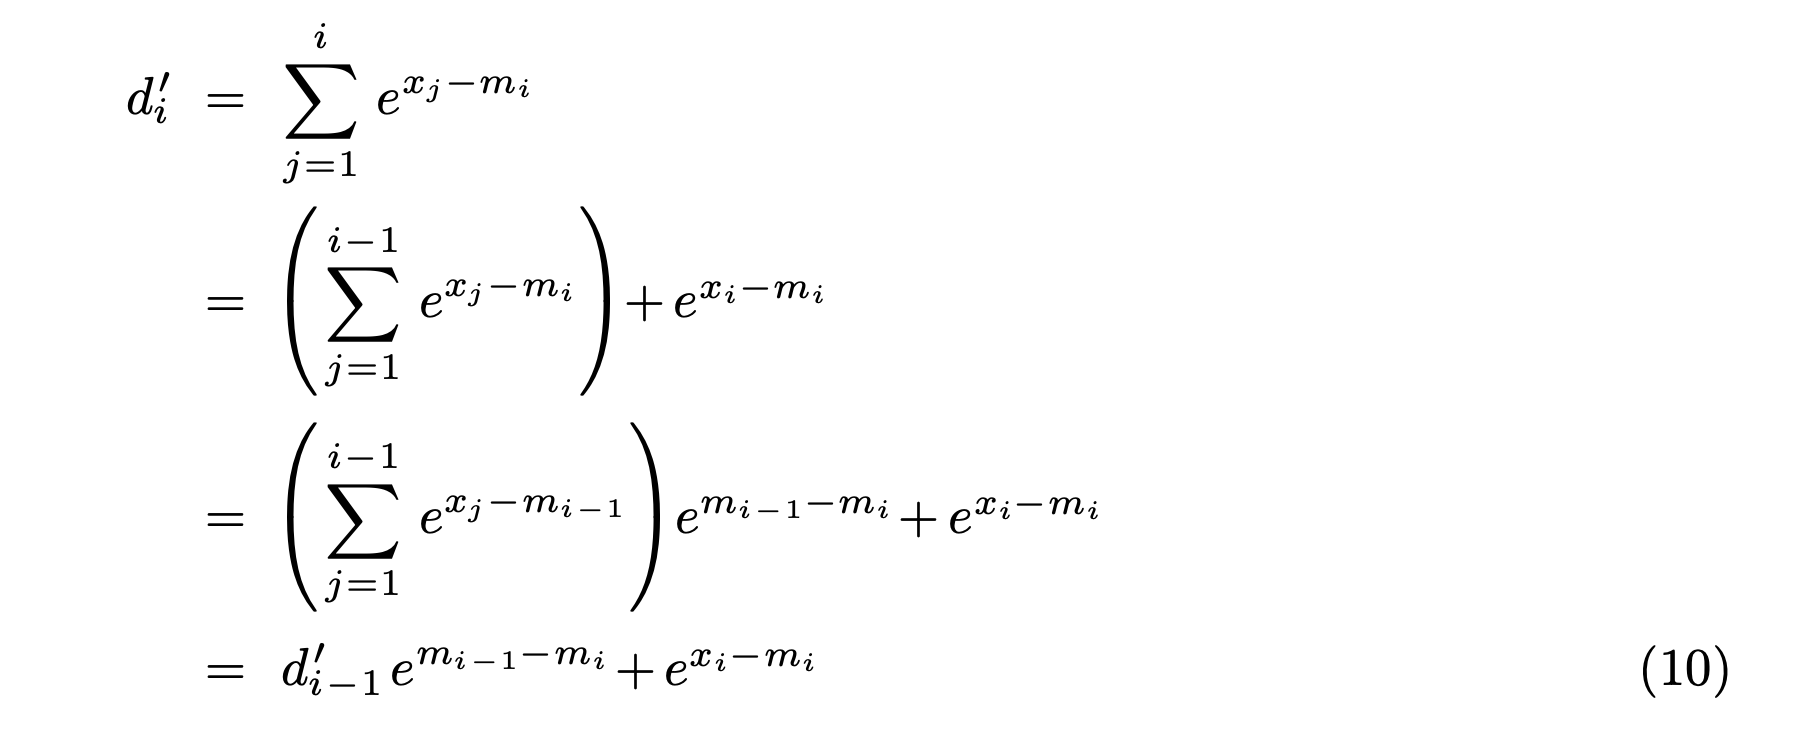 $d'_i = \sum_{j=1}^{i} e^{x_j - m_i}$
$= \left( \sum_{j=1}^{i-1} e^{x_j - m_i} \right) + e^{x_i - m_i}$
$= \left( \sum_{j=1}^{i-1} e^{x_j - m_{i-1}} \right) e^{m_{i-1} - m_i} + e^{x_i - m_i}$
$= d'_{i-1} e^{m_{i-1} - m_i} + e^{x_i - m_i}$ (10)